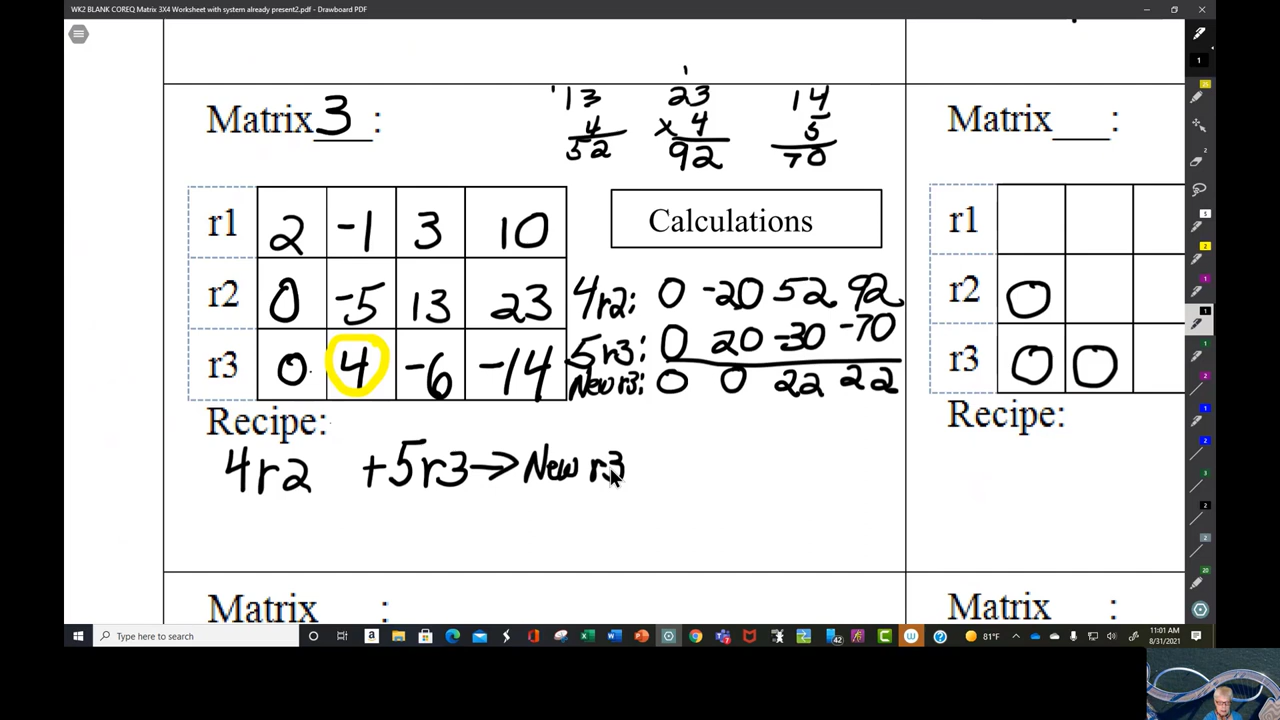 WK2 BLANK COREQ Matrix 3X4 Worksheet with system already present2.pdf - Drawboard PDF
13 23 14
4 x 4 5
52 92 70
Matrix 3 :
Matrix___:
r1 2 -1 3 10
r2 0 -5 13 23
r3 0 4 -6 -14
Calculations
4r2: 0 -20 52 92
5r3: 0 20 -30 -70
New r3: 0 0 22 22
r1
r2 0
r3 0 0
Recipe:
4r2 +5r3→New r3
Recipe:
Matrix :
Matrix :
Type here to search
81°F
11:01 AM
8/31/2021